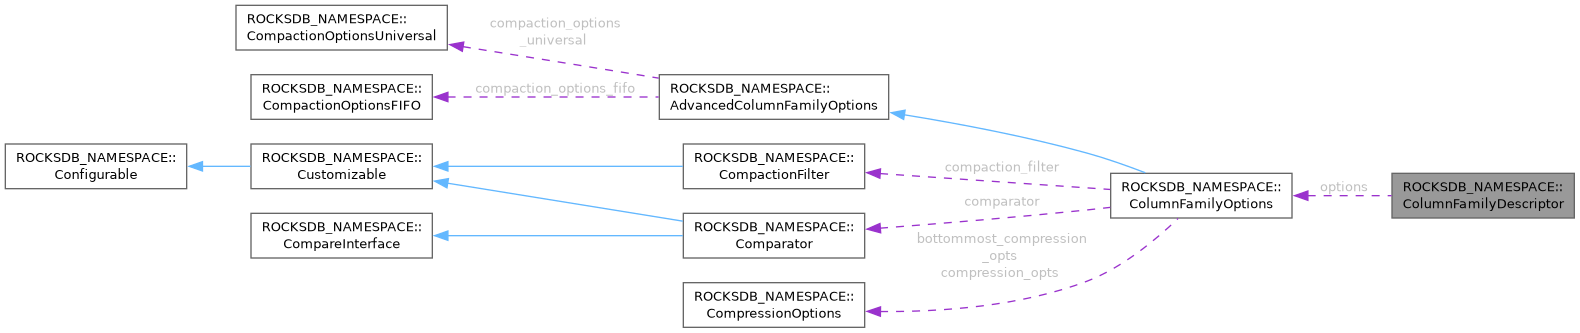 ROCKSDB_NAMESPACE::
CompactionOptionsUniversal
compaction_options
_universal
ROCKSDB_NAMESPACE::
CompactionOptionsFIFO
compaction_options_fifo
ROCKSDB_NAMESPACE::
AdvancedColumnFamilyOptions
ROCKSDB_NAMESPACE::
Configurable
ROCKSDB_NAMESPACE::
Customizable
ROCKSDB_NAMESPACE::
CompactionFilter
compaction_filter
ROCKSDB_NAMESPACE::
ColumnFamilyOptions
options
ROCKSDB_NAMESPACE::
ColumnFamilyDescriptor
ROCKSDB_NAMESPACE::
CompareInterface
ROCKSDB_NAMESPACE::
Comparator
comparator
bottommost_compression
_opts
compression_opts
ROCKSDB_NAMESPACE::
CompressionOptions